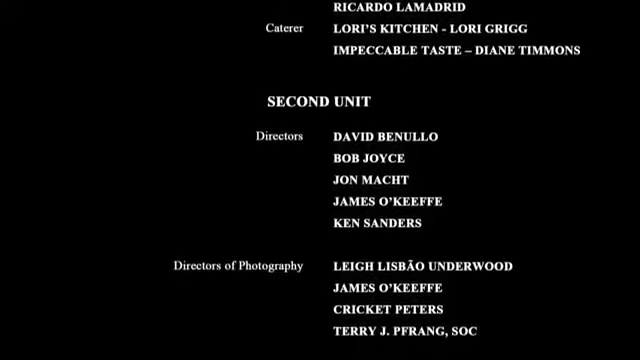 RICARDO LAMADRID
Caterer LORI'S KITCHEN - LORI GRIGG
IMPECCABLE TASTE – DIANE TIMMONS
SECOND UNIT
Directors DAVID BENULLO
BOB JOYCE
JON MACHT
JAMES O'KEEFFE
KEN SANDERS
Directors of Photography LEIGH LISBÃO UNDERWOOD
JAMES O'KEEFFE
CRICKET PETERS
TERRY J. PFRANG, SOC